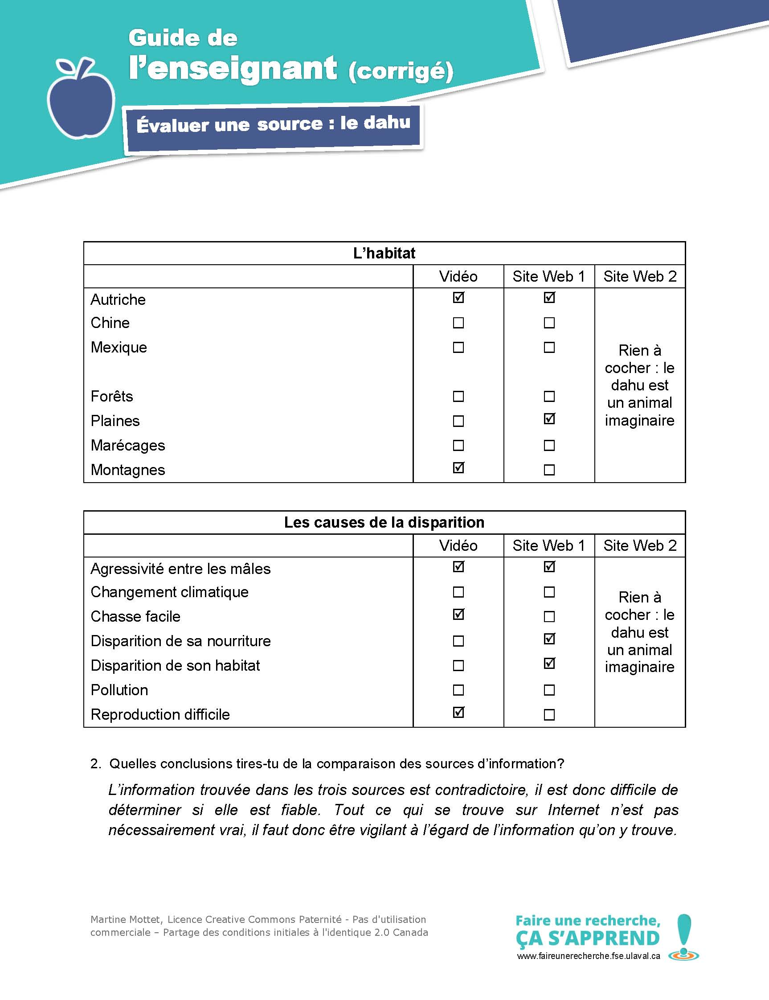 Guide de
l’enseignant (corrigé)
Évaluer une source : le dahu
L’habitat
Vidéo Site Web 1 Site Web 2
Autriche ☑ ☑
Chine ☐ ☐
Mexique ☐ ☐
Rien à
cocher : le
dahu est
un animal
imaginaire
Forêts ☐ ☐
Plaines ☐ ☑
Marécages ☐ ☐
Montagnes ☑ ☐
Les causes de la disparition
Vidéo Site Web 1 Site Web 2
Agressivité entre les mâles ☑ ☑
Changement climatique ☐ ☐
Chasse facile ☑ ☐
Disparition de sa nourriture ☐ ☑
Disparition de son habitat ☐ ☑
Pollution ☐ ☐
Reproduction difficile ☑ ☐
Rien à
cocher : le
dahu est
un animal
imaginaire
2. Quelles conclusions tires-tu de la comparaison des sources d’information?
L’information trouvée dans les trois sources est contradictoire, il est donc difficile de
déterminer si elle est fiable. Tout ce qui se trouve sur Internet n’est pas
nécessairement vrai, il faut donc être vigilant à l’égard de l’information qu’on y trouve.
Martine Mottet, Licence Creative Commons Paternité - Pas d'utilisation
commerciale – Partage des conditions initiales à l'identique 2.0 Canada
Faire une recherche,
ÇA S’APPREND
www.faireunerecherche.fse.ulaval.ca